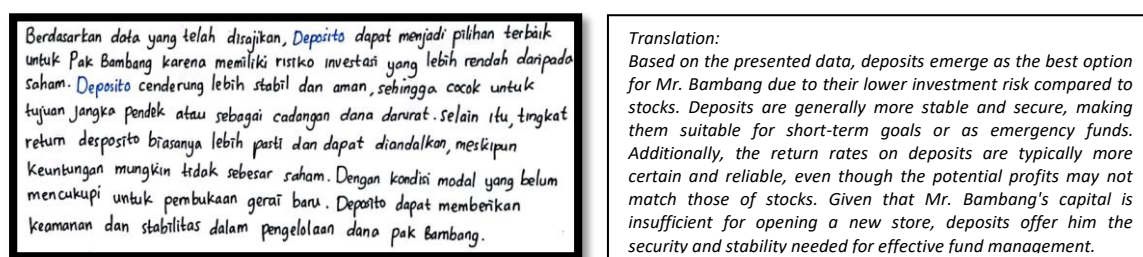 Berdasarkan data yang telah disajikan, Deposito dapat menjadi pilihan terbaik
untuk Pak Bambang karena memiliki risiko investasi yang lebih rendah daripada
saham. Deposito cenderung lebih stabil dan aman, sehingga cocok untuk
tujuan jangka pendek atau sebagai cadangan dana darurat. Selain itu, tingkat
return desposito biasanya lebih pasti dan dapat diandalkan, meskipun
keuntungan mungkin tidak sebesar saham. Dengan kondisi modal yang belum
mencukupi untuk pembukaan gerai baru. Deposito dapat memberikan
keamanan dan stabilitas dalam pengelolaan dana pak Bambang.
Translation:
Based on the presented data, deposits emerge as the best option
for Mr. Bambang due to their lower investment risk compared to
stocks. Deposits are generally more stable and secure, making
them suitable for short-term goals or as emergency funds.
Additionally, the return rates on deposits are typically more
certain and reliable, even though the potential profits may not
match those of stocks. Given that Mr. Bambang's capital is
insufficient for opening a new store, deposits offer him the
security and stability needed for effective fund management.